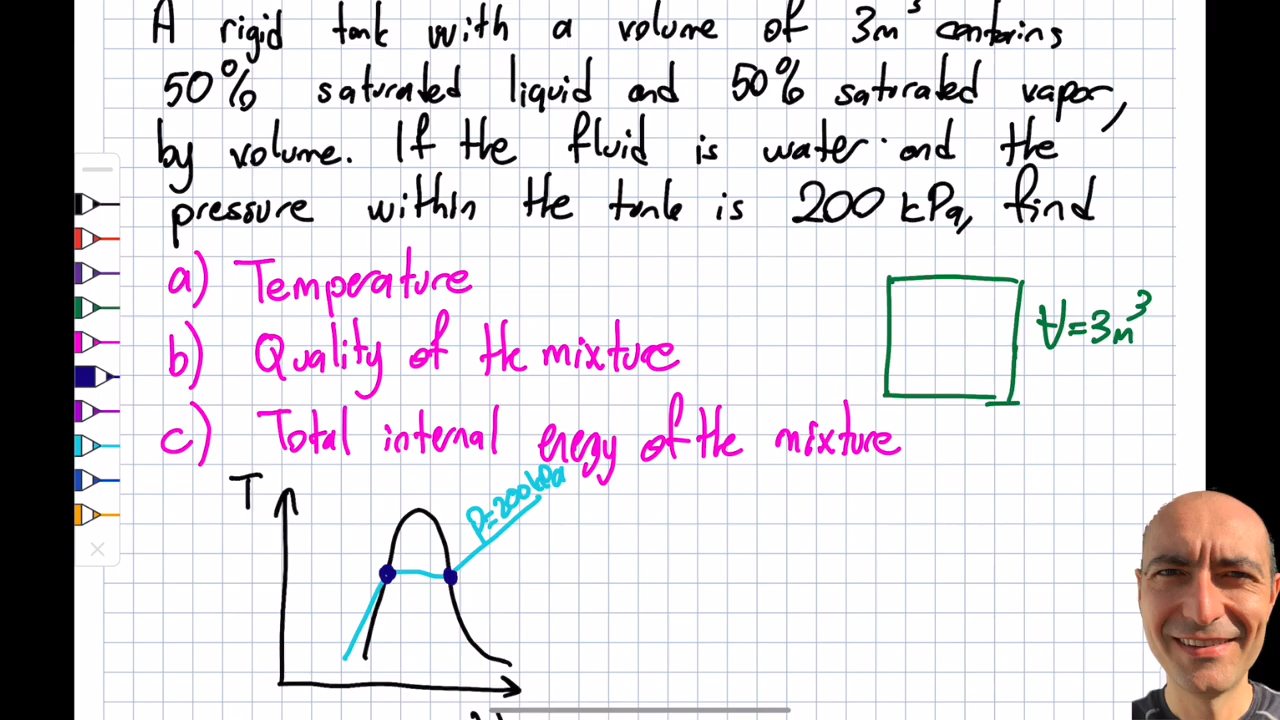 A rigid tank with a volume of 3m³ contains
50% saturated liquid and 50% saturated vapor,
by volume. If the fluid is water and the
pressure within the tank is 200 kPa, find
a) Temperature
b) Quality of the mixture
c) Total internal energy of the mixture
V=3m³
T
P=200kPa